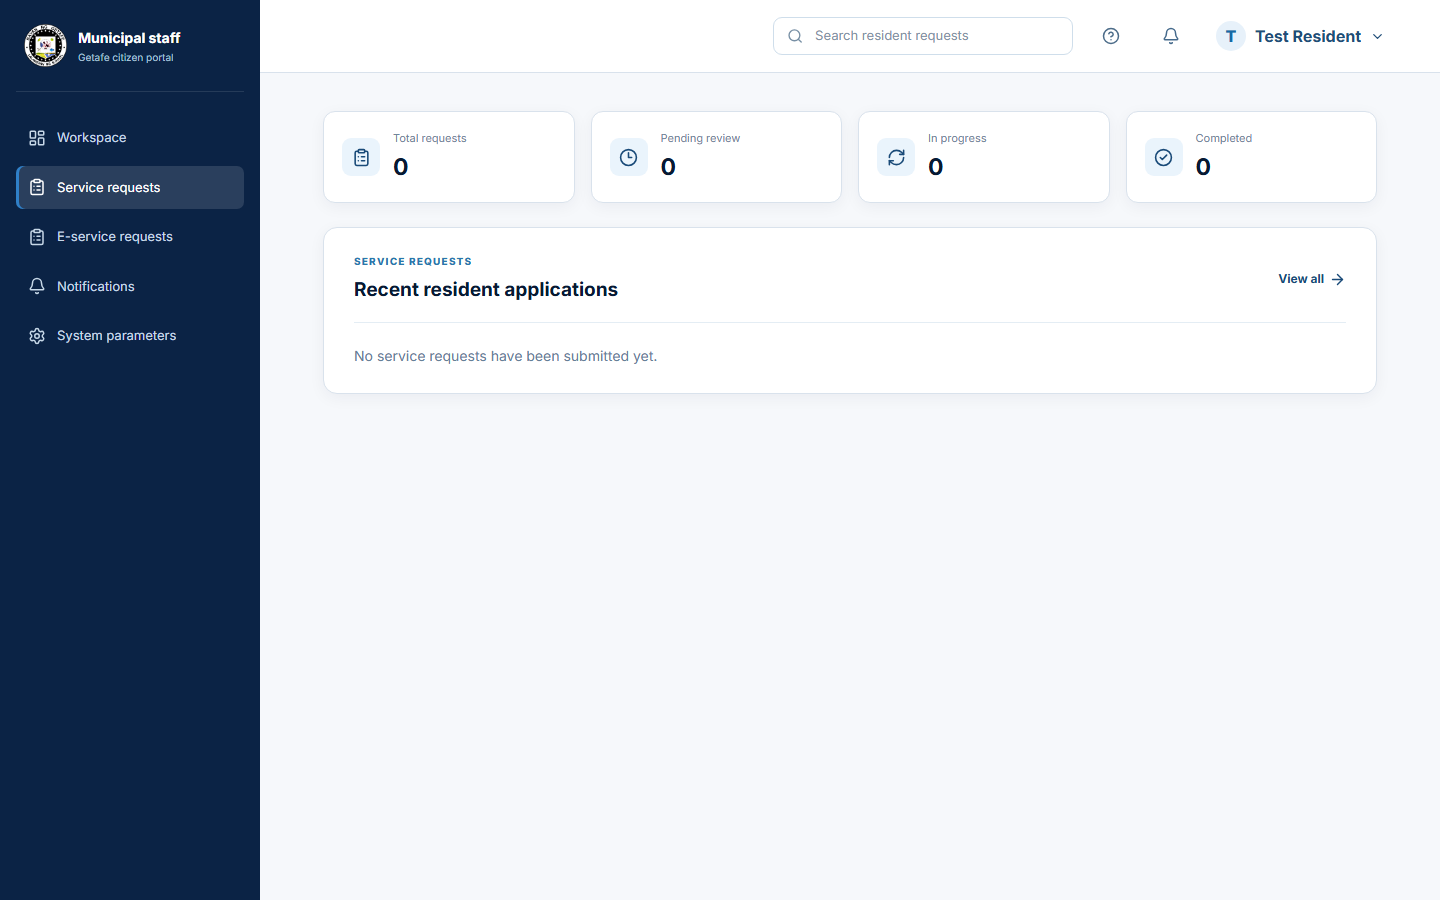 Municipal staff
Getafe citizen portal
Workspace
Service requests
E-service requests
Notifications
System parameters
Search resident requests
T
Test Resident
Total requests
0
Pending review
0
In progress
0
Completed
0
SERVICE REQUESTS
Recent resident applications
View all
No service requests have been submitted yet.